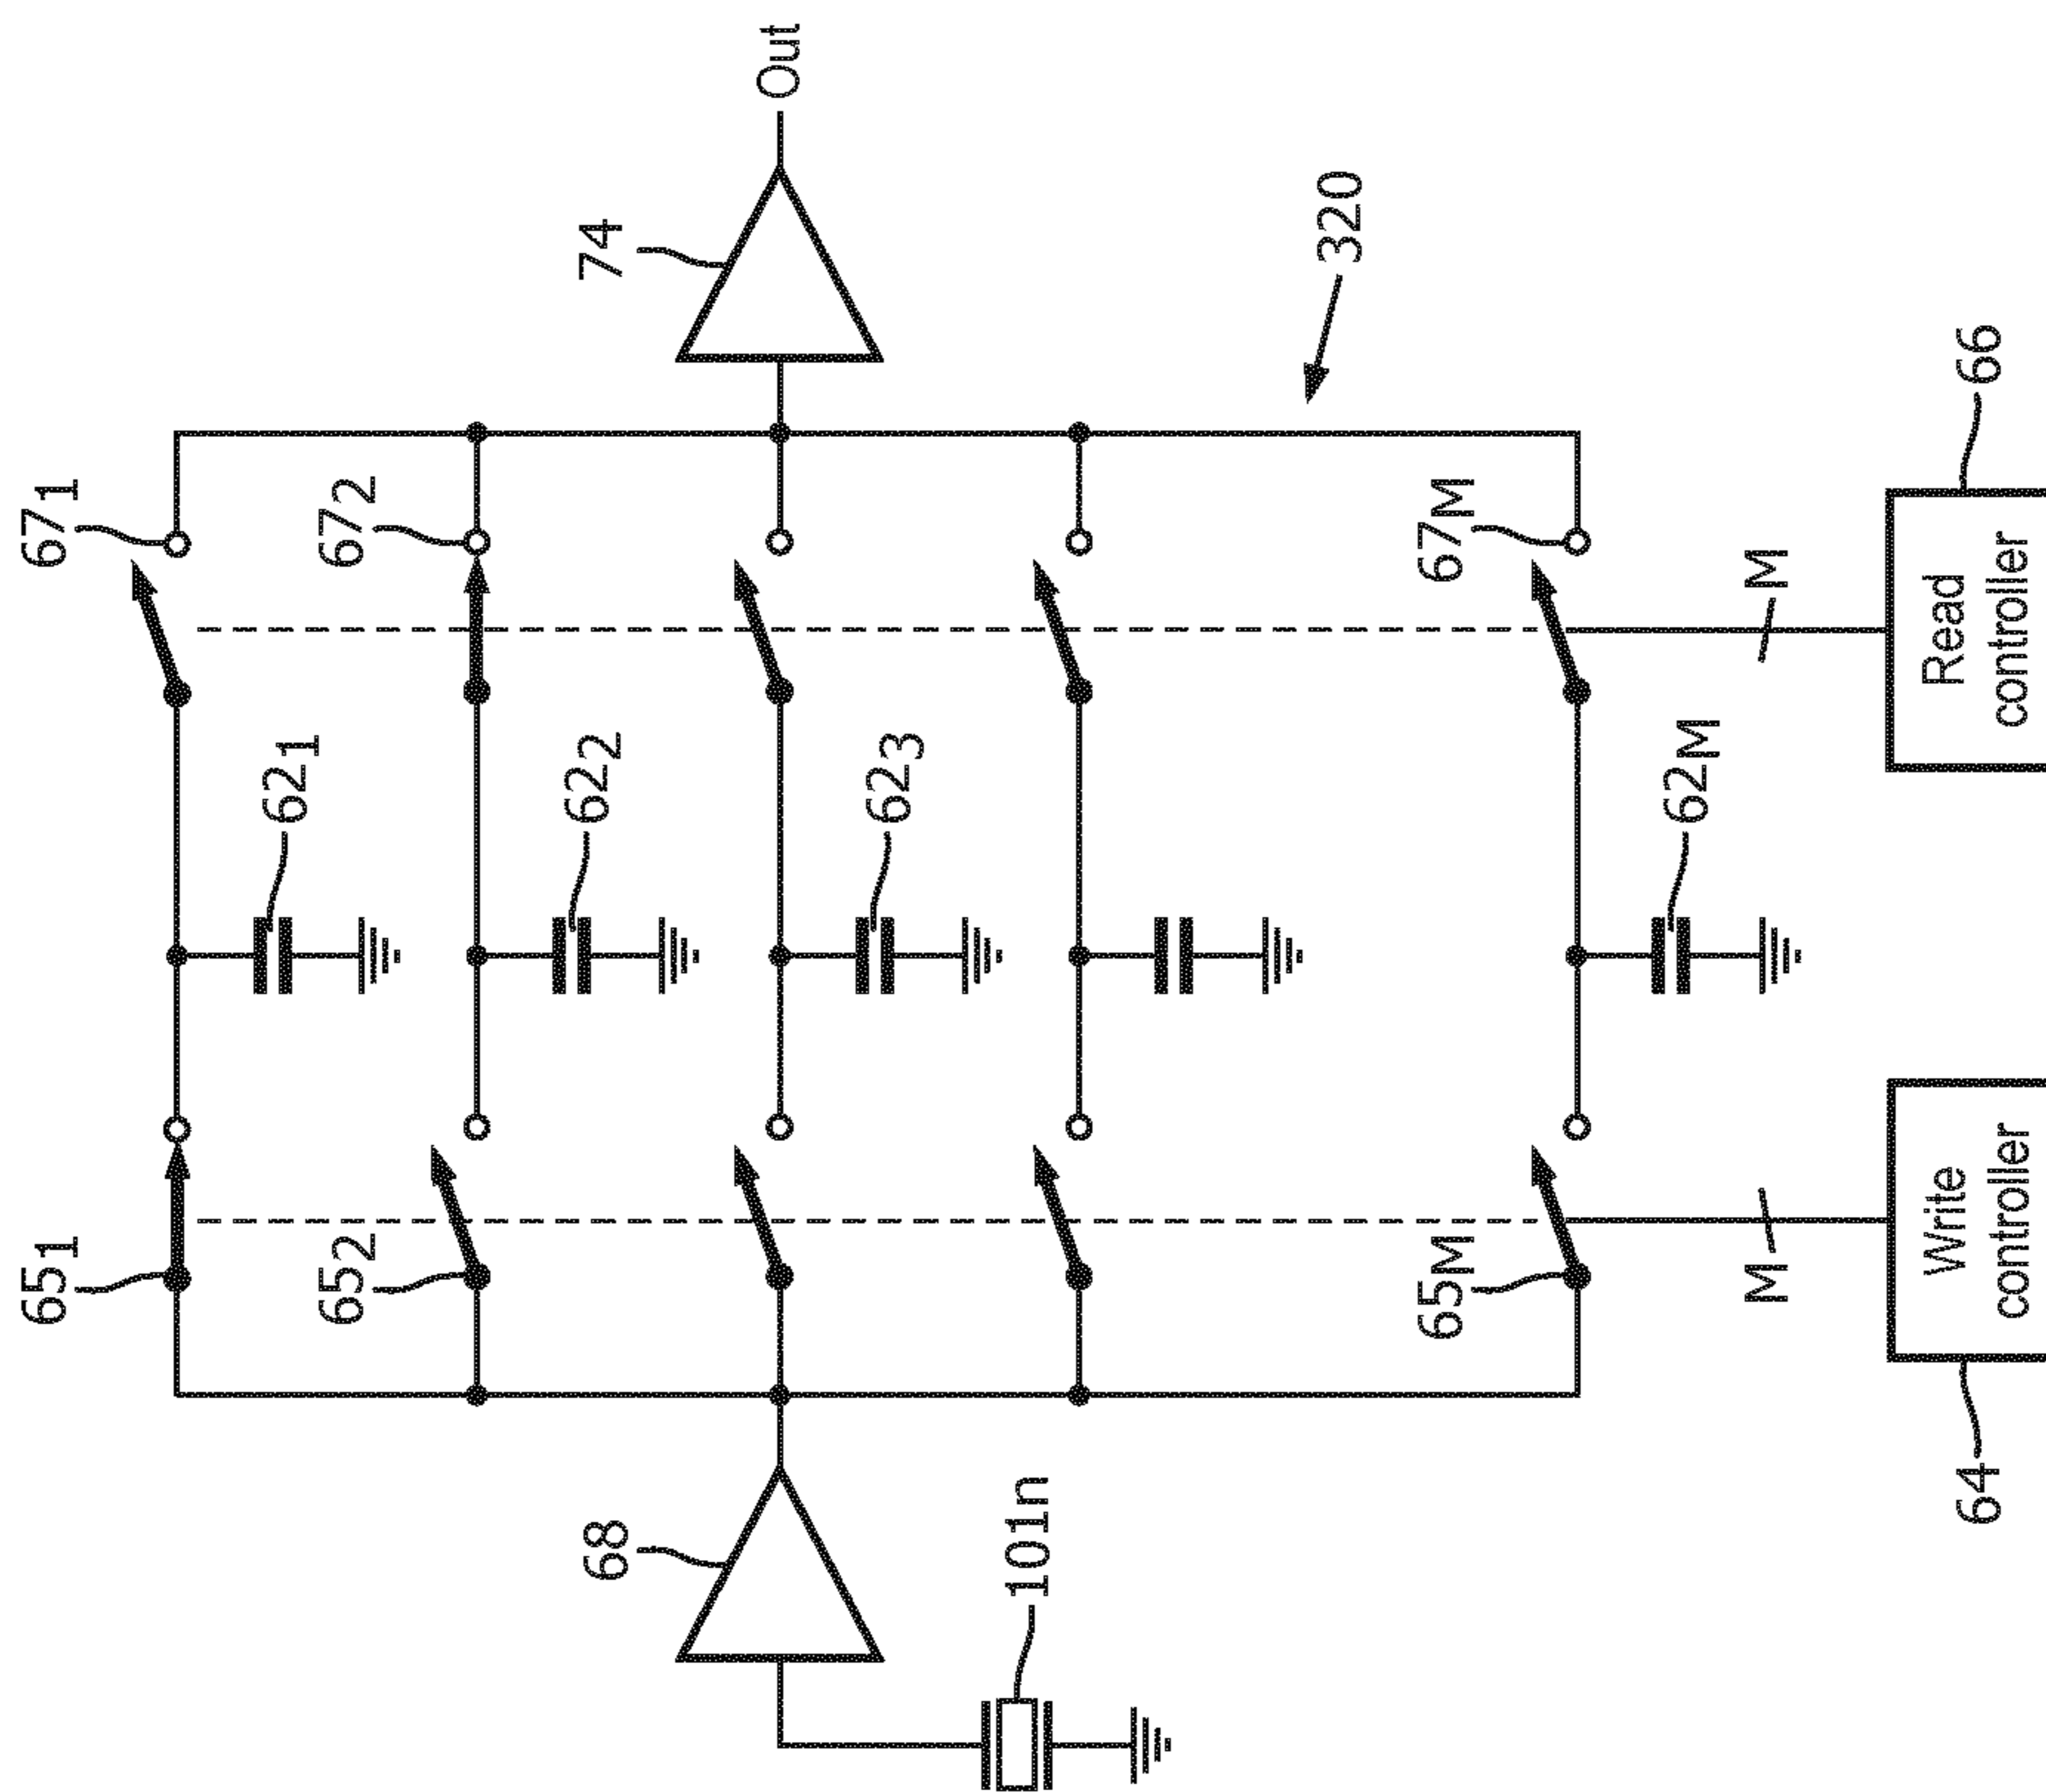 65₁
67₁
62₁
65₂
67₂
62₂
68
74
Out
62₃
101n
320
65M
67M
62M
M
M
64
Write
controller
Read
controller
66